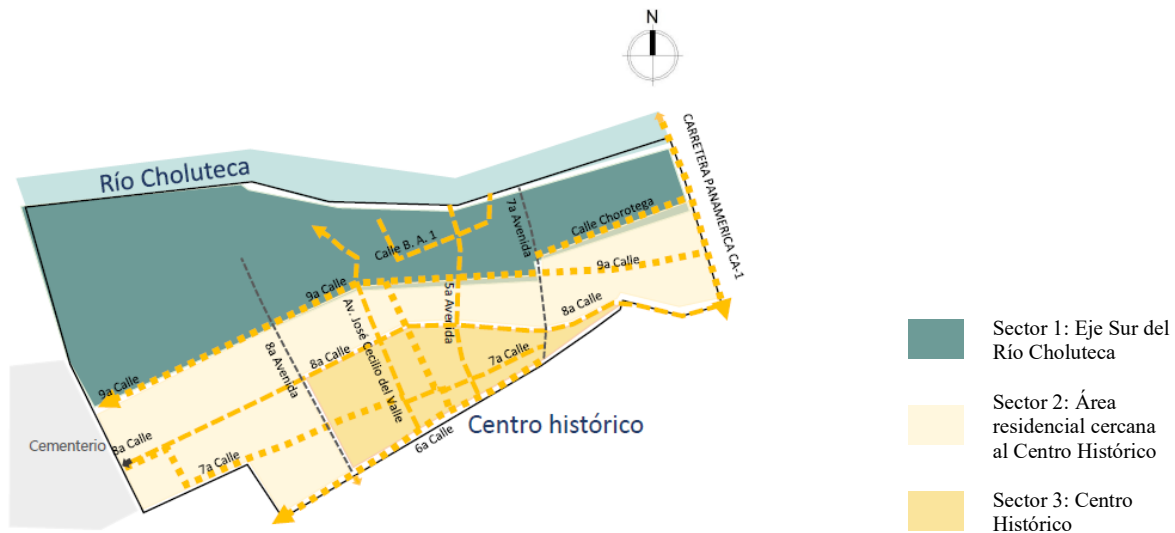 N
CARRETERA PANAMERICA CA-1
Río Choluteca
7a Avenida
Calle Chorotega
Calle B. A. 1
9a Calle
9a Calle
5a Avenida
8a Calle
Av. José Cecilio del Valle
8a Avenida
8a Calle
7a Calle
9a Calle
Centro histórico
6a Calle
Cementerio
8a Calle
7a Calle
Sector 1: Eje Sur del
Río Choluteca
Sector 2: Área
residencial cercana
al Centro Histórico
Sector 3: Centro
Histórico